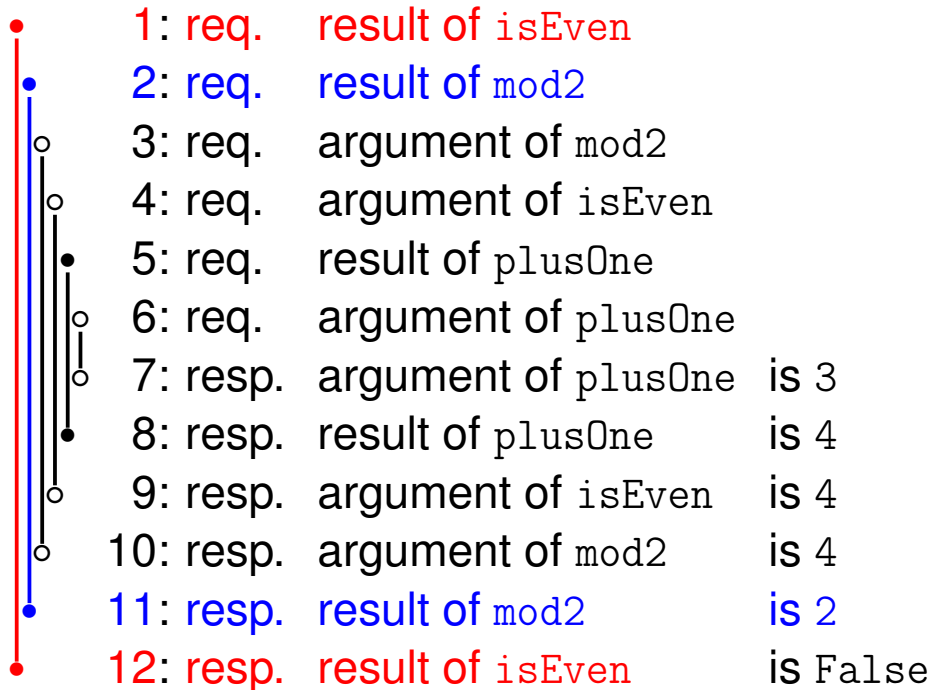 1: req. result of isEven
2: req. result of mod2
3: req. argument of mod2
4: req. argument of isEven
5: req. result of plusOne
6: req. argument of plusOne
7: resp. argument of plusOne is 3
8: resp. result of plusOne is 4
9: resp. argument of isEven is 4
10: resp. argument of mod2 is 4
11: resp. result of mod2 is 2
12: resp. result of isEven is False